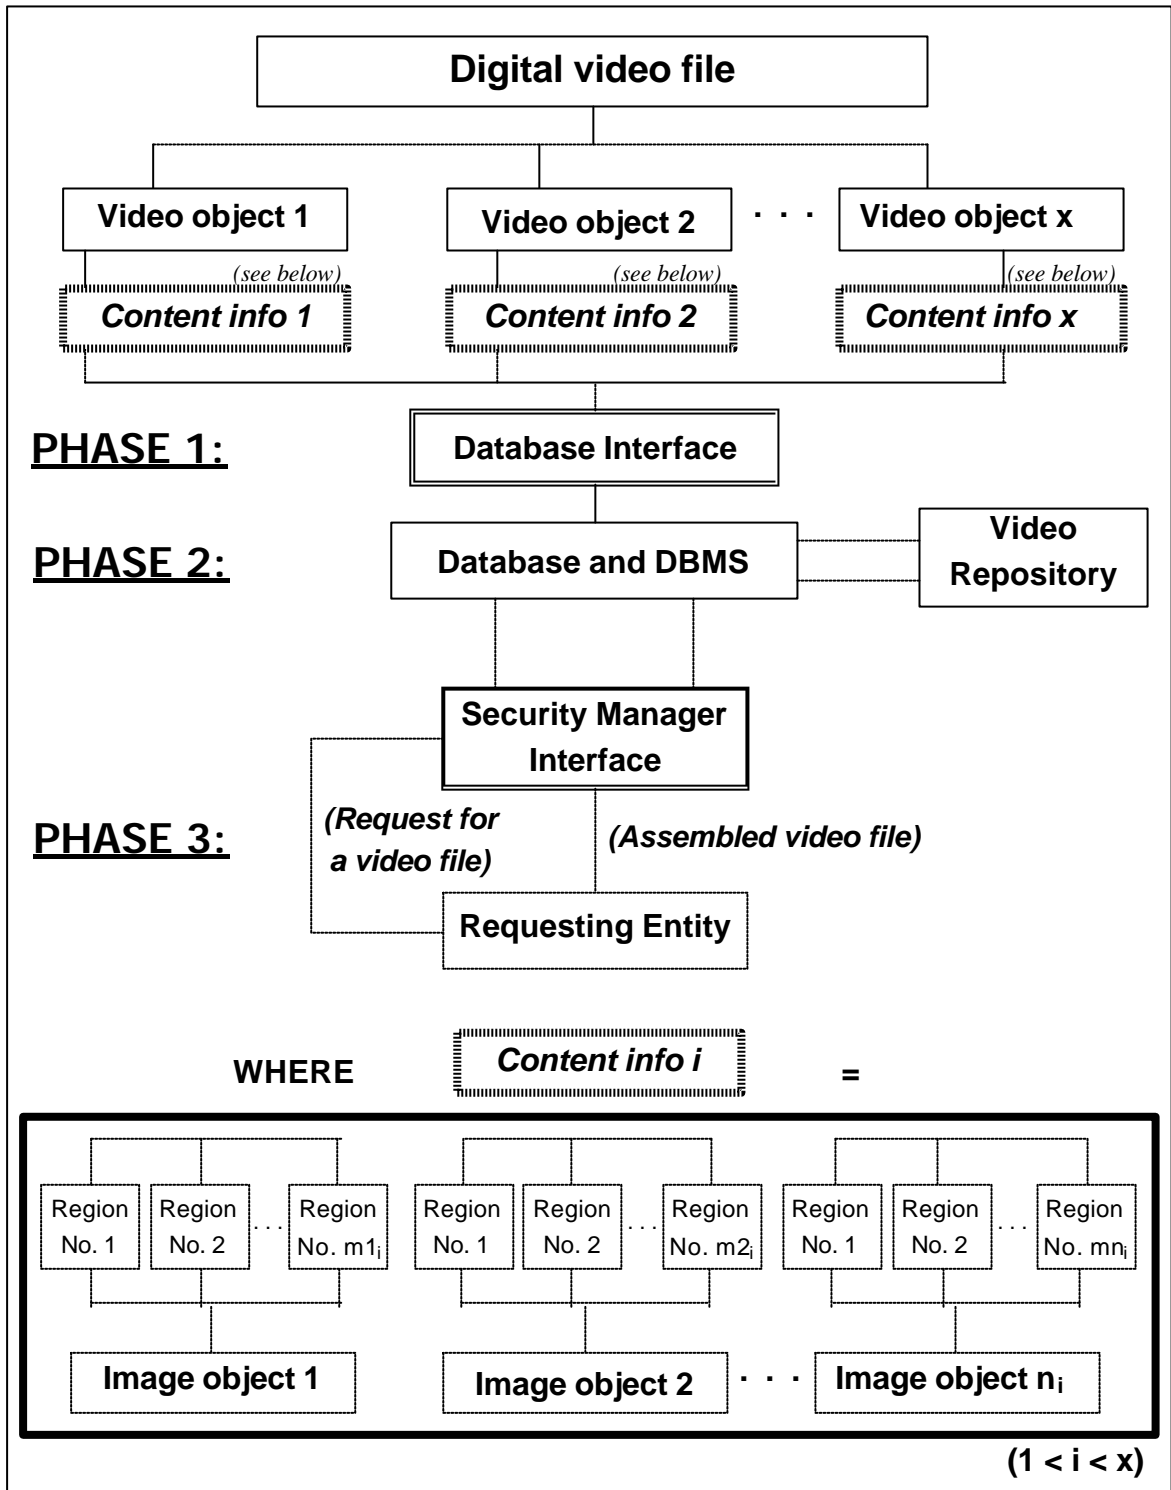 Digital video file
Video object 1
Video object 2
. . .
Video object x
(see below)
(see below)
(see below)
Content info 1
Content info 2
Content info x
PHASE 1:
Database Interface
PHASE 2:
Database and DBMS
Video
Repository
Security Manager
Interface
PHASE 3:
(Request for
a video file)
(Assembled video file)
Requesting Entity
WHERE
Content info i
=
Region
No. 1
Region
No. 2
. . .
Region
No. m1i
Region
No. 1
Region
No. 2
. . .
Region
No. m2i
Region
No. 1
Region
No. 2
. . .
Region
No. mni
Image object 1
Image object 2
. . .
Image object ni
(1 < i < x)